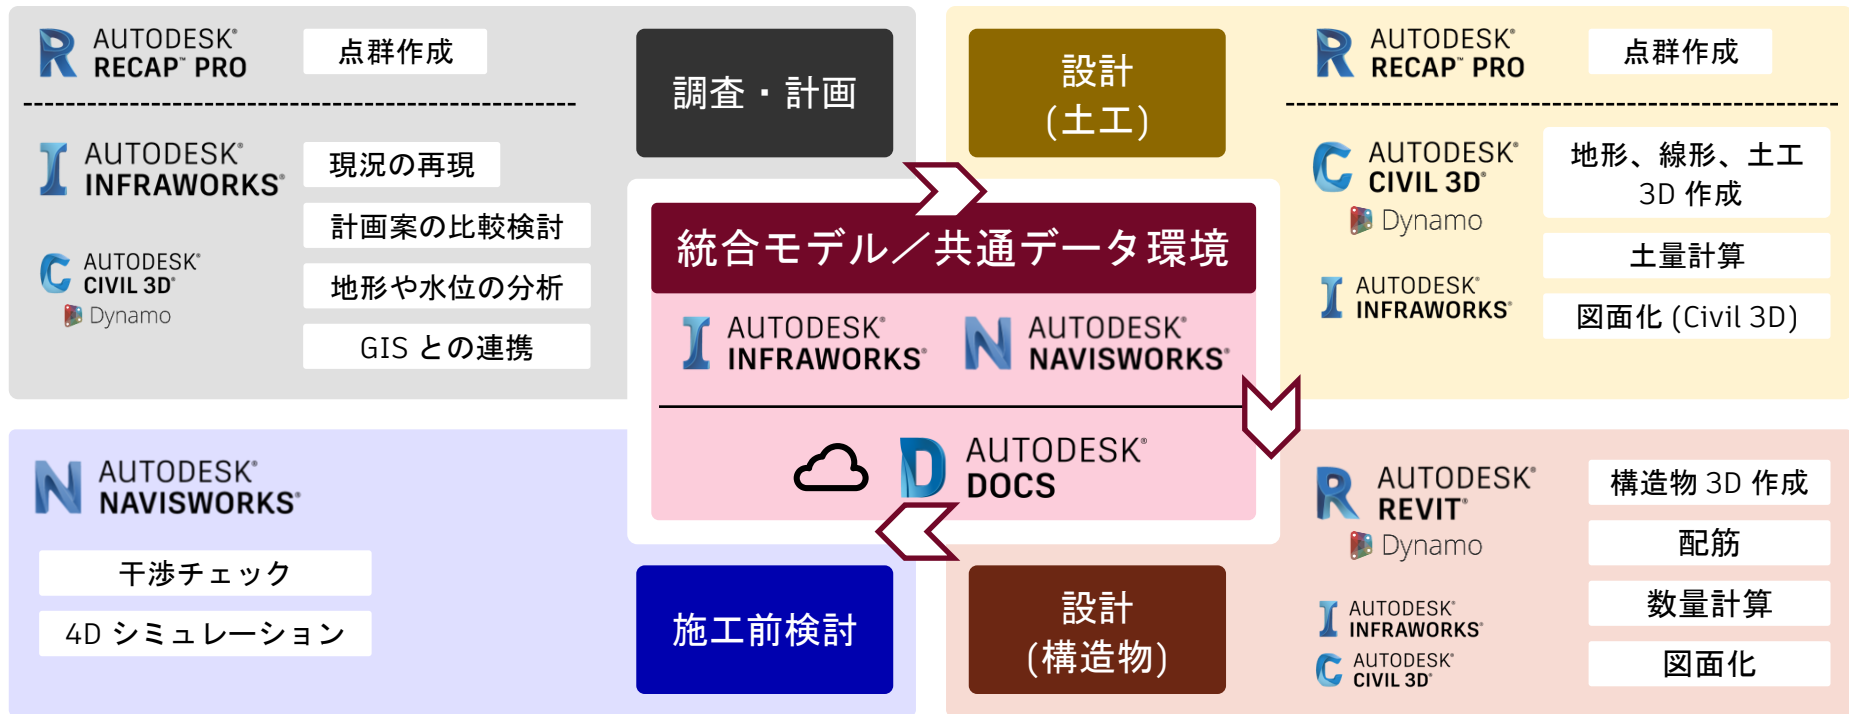 AUTODESK®
RECAP™ PRO
点群作成
AUTODESK®
INFRAWORKS®
現況の再現
計画案の比較検討
AUTODESK®
CIVIL 3D®
Dynamo
地形や水位の分析
GIS との連携
調査・計画
設計
(土工)
AUTODESK®
RECAP™ PRO
点群作成
AUTODESK®
CIVIL 3D®
Dynamo
地形、線形、土工
3D 作成
土量計算
AUTODESK®
INFRAWORKS®
図面化 (Civil 3D)
統合モデル／共通データ環境
AUTODESK®
INFRAWORKS®
AUTODESK®
NAVISWORKS®
AUTODESK®
DOCS
AUTODESK®
NAVISWORKS®
干渉チェック
4D シミュレーション
施工前検討
設計
(構造物)
AUTODESK®
REVIT®
Dynamo
構造物 3D 作成
配筋
AUTODESK®
INFRAWORKS®
数量計算
AUTODESK®
CIVIL 3D®
図面化